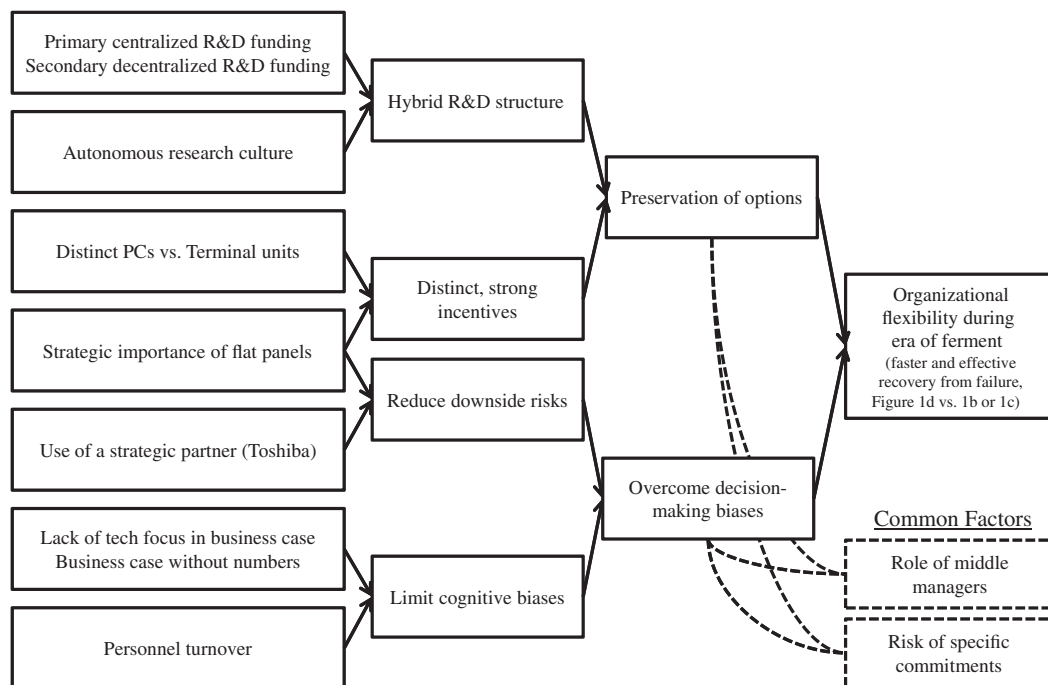 Primary centralized R&D funding
Secondary decentralized R&D funding
Autonomous research culture
Distinct PCs vs. Terminal units
Strategic importance of flat panels
Use of a strategic partner (Toshiba)
Lack of tech focus in business case
Business case without numbers
Personnel turnover
Hybrid R&D structure
Distinct, strong
incentives
Reduce downside risks
Limit cognitive biases
Preservation of options
Overcome decision-
making biases
Organizational
flexibility during
era of ferment
(faster and effective
recovery from failure,
Figure 1d vs. 1b or 1c)
Common Factors
Role of middle
managers
Risk of specific
commitments